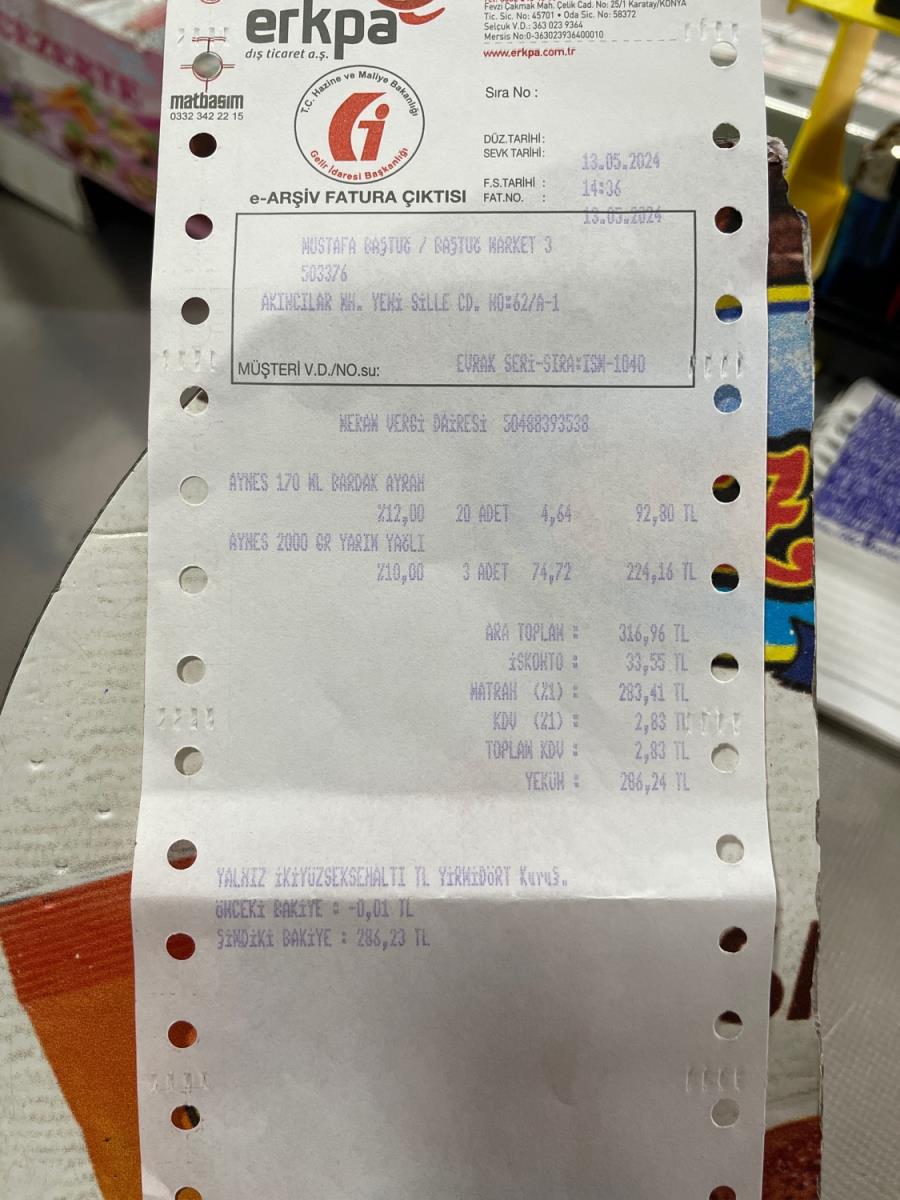 erkpa
dış ticaret a.ş.
Fevzi Çakmak Mah. Çelik Cad. No: 25/1 Karatay/KONYA
Tic. Sic. No: 45701 • Oda Sic. No: 58372
Selçuk V.D.: 363 023 9364
Mersis No:0-363023936400010
www.erkpa.com.tr
matbasım
0332 342 22 15
T.C. Hazine ve Maliye Bakanlığı
Gelir İdaresi Başkanlığı
e-ARŞİV FATURA ÇIKTISI
Sıra No :
DÜZ.TARİHİ:
SEVK TARİHİ:
13.05.2024
F.S.TARİHİ :
14:36
FAT.NO. :
13.05.2024
MUSTAFA BAŞTUĞ / BAŞTUĞ MARKET 3
503376
AKINCILAR MH. YENİ SİLLE CD. NO:62/A-1
MÜŞTERİ V.D./NO.su:
EVRAK SERİ-SIRA:ISM-1040
MERAM VERGİ DAİRESİ 50488393538
AYNES 170 ML BARDAK AYRAN
%12,00 20 ADET 4,64 92,80 TL
AYNES 2000 GR YARIM YAĞLI
%10,00 3 ADET 74,72 224,16 TL
ARA TOPLAM : 316,96 TL
İSKONTO : 33,55 TL
MATRAH (%1) : 283,41 TL
KDV (%1) : 2,83 TL
TOPLAM KDV : 2,83 TL
YEKÜN : 286,24 TL
YALNIZ İKİYÜZSEKSENALTI TL YİRMİDÖRT Kuruş.
ÖNCEKİ BAKİYE : -0,01 TL
ŞİMDİKİ BAKİYE : 286,23 TL